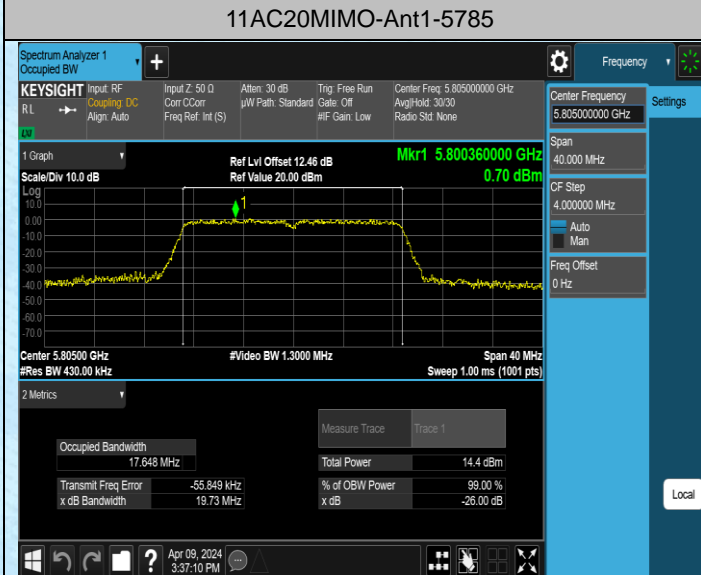 11AC20MIMO-Ant1-5785
Spectrum Analyzer 1
Occupied BW
+
Frequency
KEYSIGHT
RL
LXI
Input: RF
Coupling: DC
Align: Auto
Input Z: 50 Ω
Corr CCorr
Freq Ref: Int (S)
Atten: 30 dB
µW Path: Standard
Trig: Free Run
Gate: Off
#IF Gain: Low
Center Freq: 5.805000000 GHz
Avg|Hold: 30/30
Radio Std: None
Center Frequency
5.805000000 GHz
Settings
Span
40.000 MHz
CF Step
4.000000 MHz
Auto
Man
Freq Offset
0 Hz
1 Graph
Scale/Div 10.0 dB
Ref Lvl Offset 12.46 dB
Ref Value 20.00 dBm
Mkr1 5.800360000 GHz
0.70 dBm
Log
10.0
0.00
-10.0
-20.0
-30.0
-40.0
-50.0
-60.0
-70.0
1
Center 5.80500 GHz
#Video BW 1.3000 MHz
Span 40 MHz
#Res BW 430.00 kHz
Sweep 1.00 ms (1001 pts)
2 Metrics
Measure Trace
Trace 1
Occupied Bandwidth
17.648 MHz
Total Power
14.4 dBm
Transmit Freq Error
-55.849 kHz
% of OBW Power
99.00 %
x dB Bandwidth
19.73 MHz
x dB
-26.00 dB
Local
?
Apr 09, 2024
3:37:10 PM